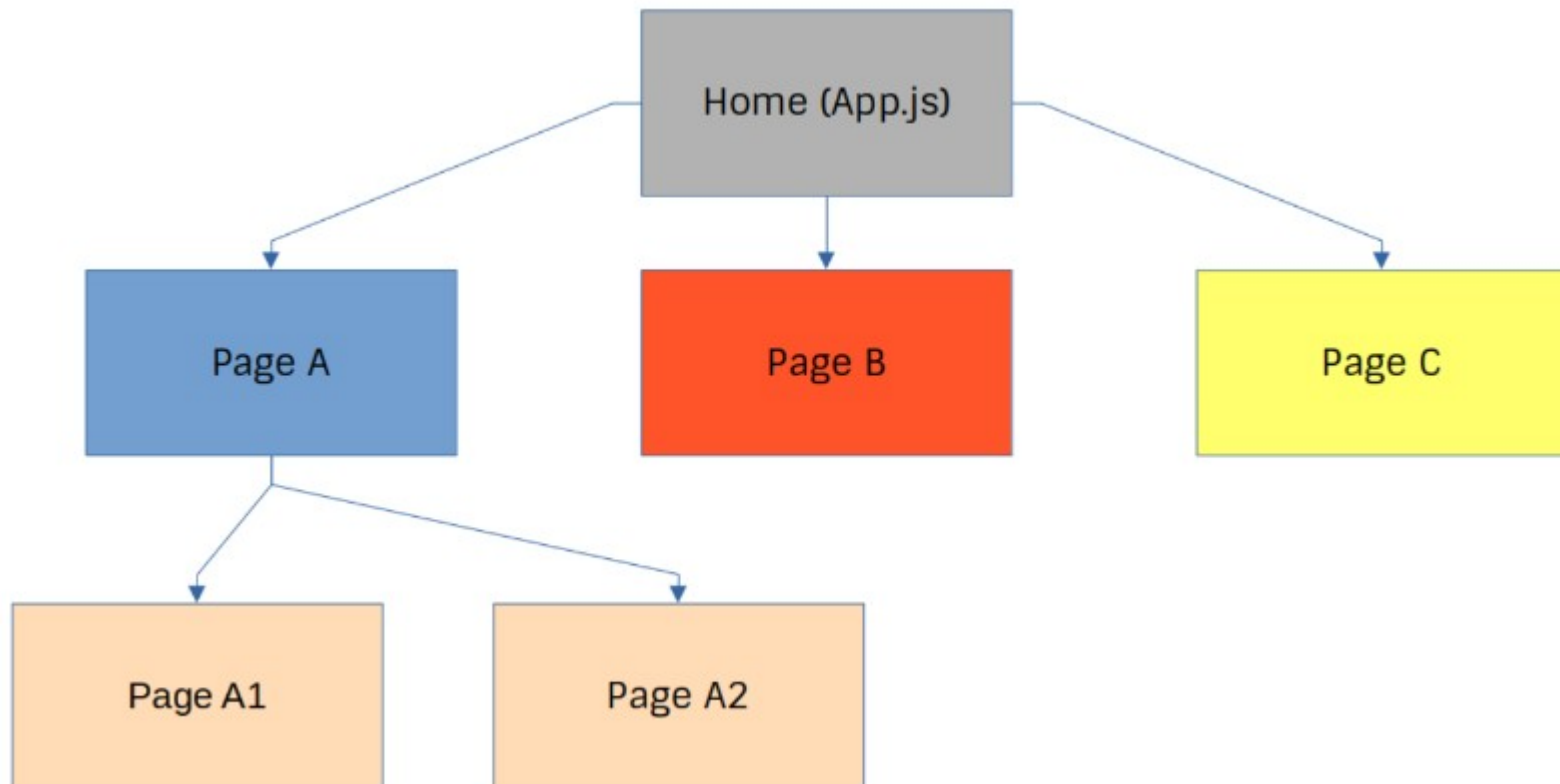 Home (App.js)
Page A
Page B
Page C
Page A1
Page A2